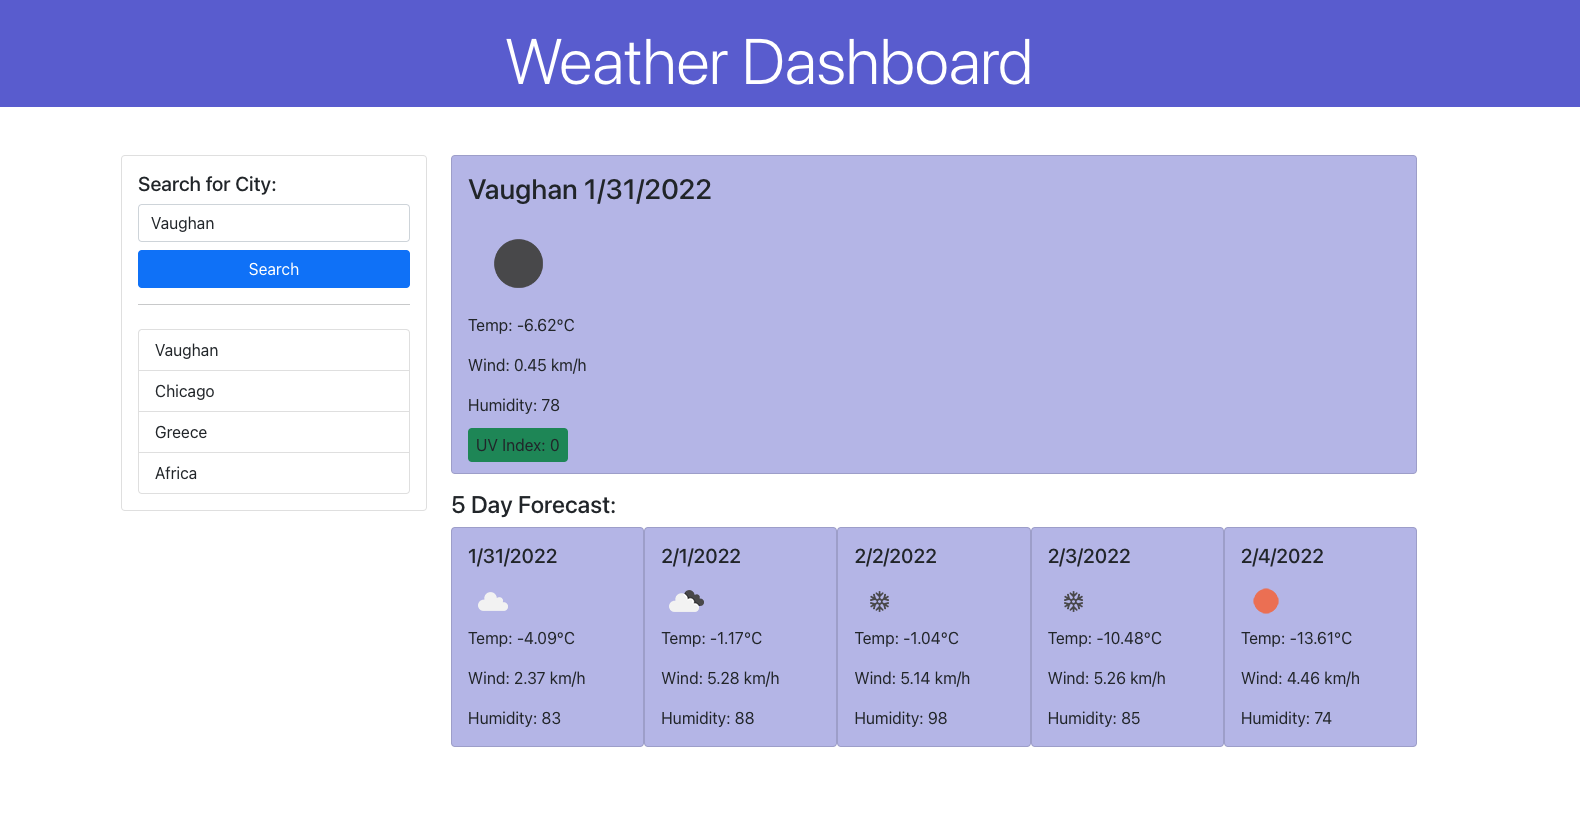 Weather Dashboard
Search for City:
Vaughan
Search
Vaughan
Chicago
Greece
Africa
Vaughan 1/31/2022
Temp: -6.62°C
Wind: 0.45 km/h
Humidity: 78
UV Index: 0
5 Day Forecast:
1/31/2022
Temp: -4.09°C
Wind: 2.37 km/h
Humidity: 83
2/1/2022
Temp: -1.17°C
Wind: 5.28 km/h
Humidity: 88
2/2/2022
Temp: -1.04°C
Wind: 5.14 km/h
Humidity: 98
2/3/2022
Temp: -10.48°C
Wind: 5.26 km/h
Humidity: 85
2/4/2022
Temp: -13.61°C
Wind: 4.46 km/h
Humidity: 74